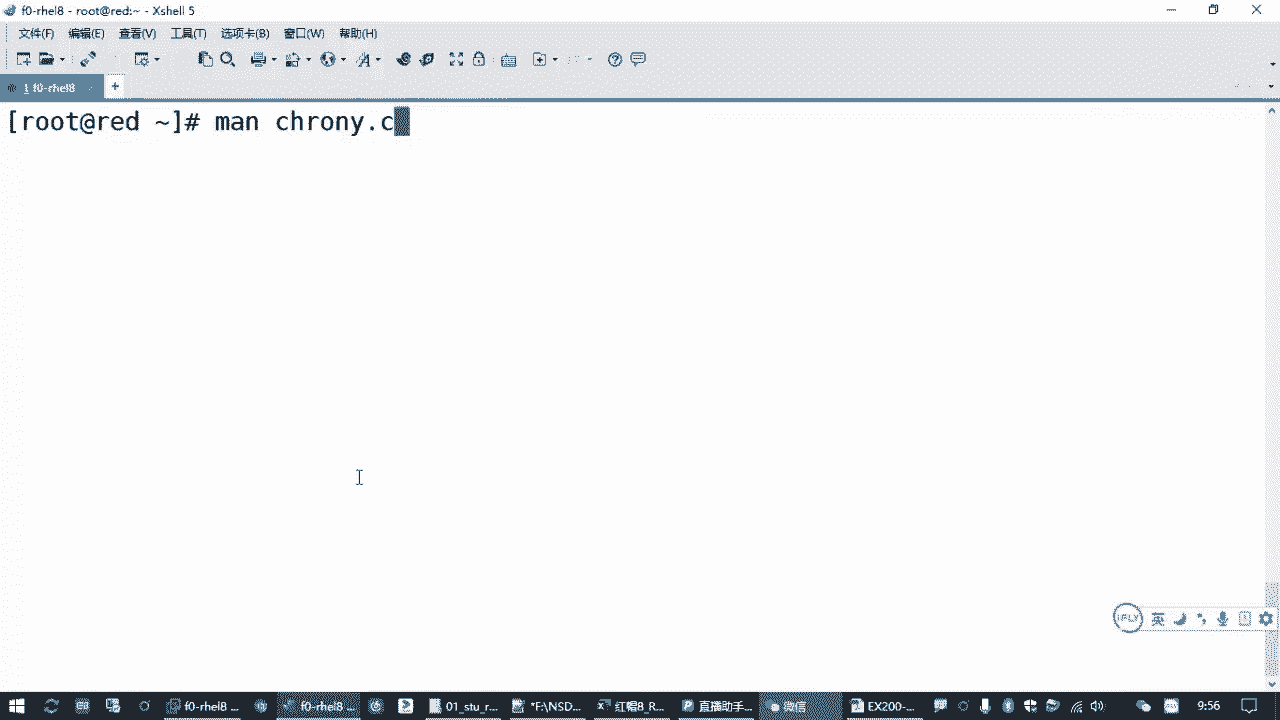 f0-rhel8 - root@red:~ - Xshell 5
文件(F) 编辑(E) 查看(V) 工具(T) 选项卡(B) 窗口(W) 帮助(H)
1 f0-rhel8
[root@red ~]# man chrony.c
iFLY 英
f0-rhel8 ... f0-rhel8 ... 01_stu_r... *F:\NSD... 红帽8_R... 直播助手... 微信 EX200-... 9:56